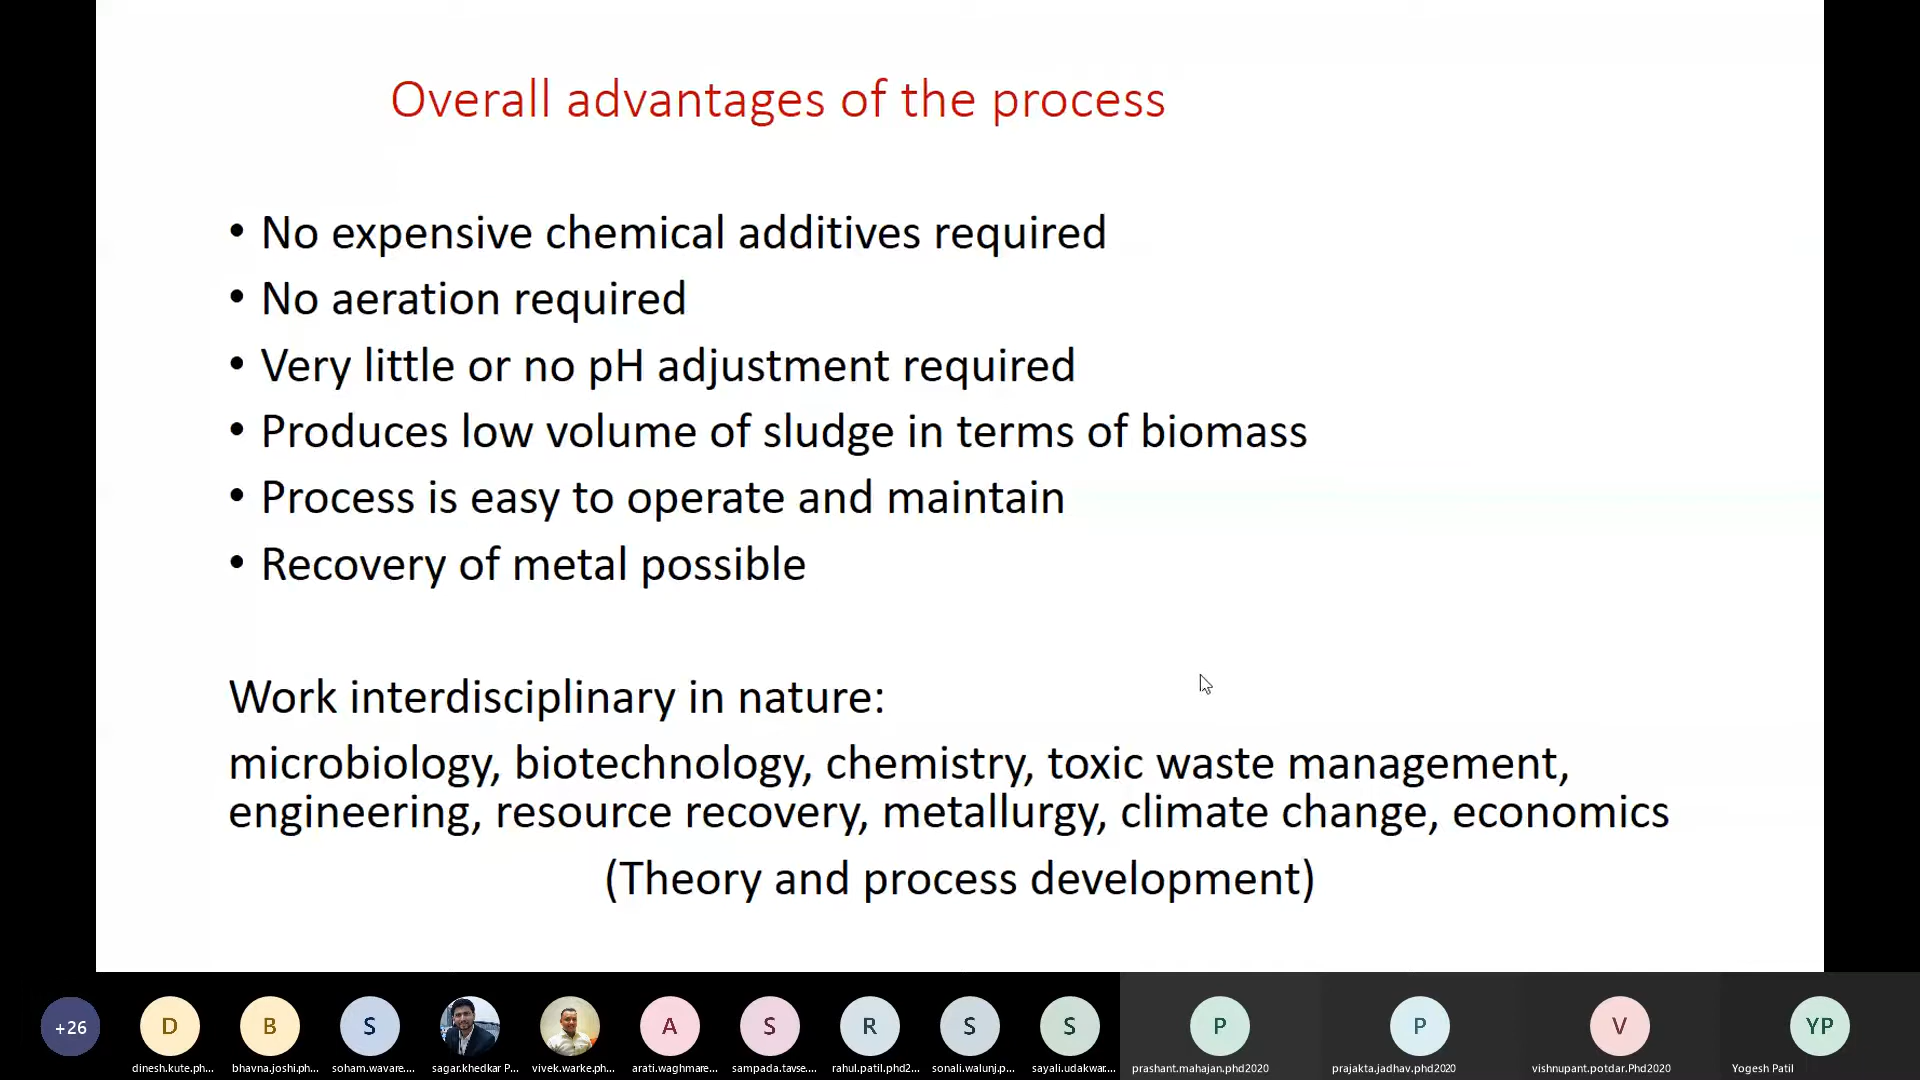 Overall advantages of the process
• No expensive chemical additives required
• No aeration required
• Very little or no pH adjustment required
• Produces low volume of sludge in terms of biomass
• Process is easy to operate and maintain
• Recovery of metal possible
Work interdisciplinary in nature:
microbiology, biotechnology, chemistry, toxic waste management,
engineering, resource recovery, metallurgy, climate change, economics
(Theory and process development)
+26 D B S A S R S S P P V YP
dinesh.kute.ph... bhavna.joshi.ph... soham.wavare.... sagar.khedkar P... vivek.warke.ph... arati.waghmare... sampada.tavse.... rahul.patil.phd2... sonali.walunj.p... sayali.udakwar.... prashant.mahajan.phd2020 prajakta.jadhav.phd2020 vishnupant.potdar.Phd2020 Yogesh Patil